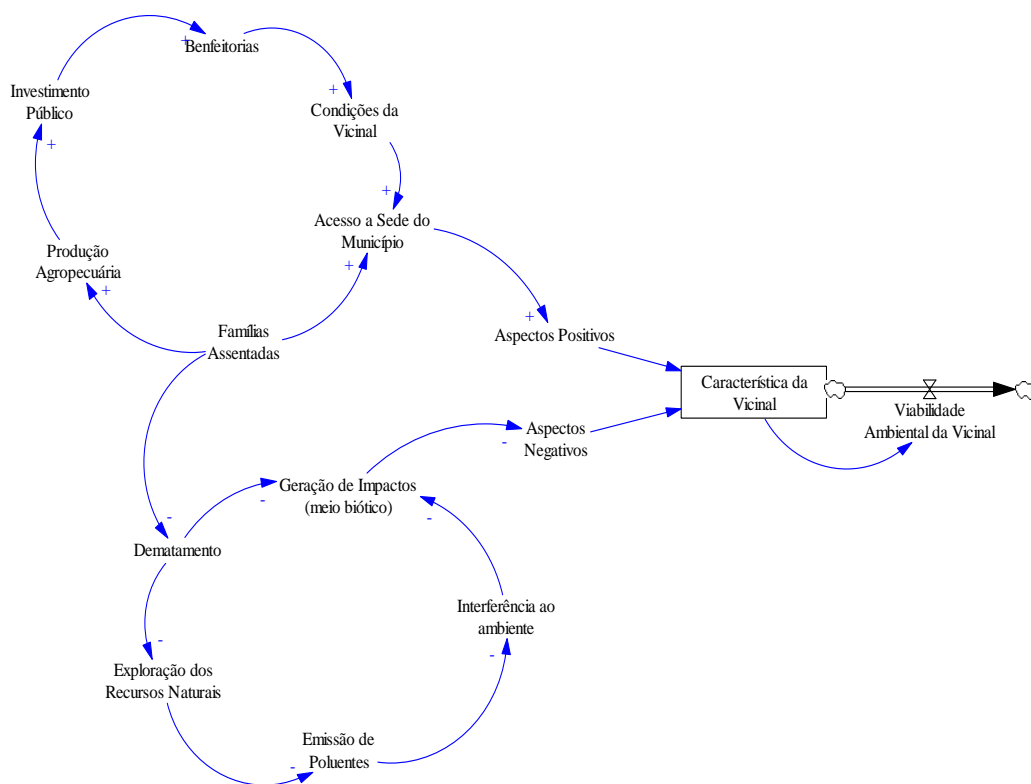 Benfeitorias
+
Investimento
Público
+
+
Condições da
Vicinal
+
Acesso a Sede do
Município
+
Produção
Agropecuária
+
+
Famílias
Assentadas
+
Aspectos Positivos
Característica da
Vicinal
Viabilidade
Ambiental da Vicinal
Aspectos
Negativos
-
Geração de Impactos
(meio biótico)
-
-
-
Dematamento
Interferência ao
ambiente
-
-
Exploração dos
Recursos Naturais
Emissão de
Poluentes
-